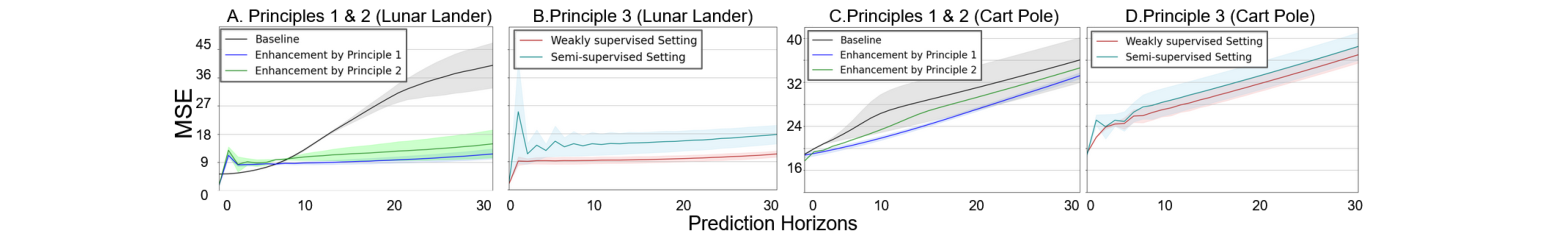 A. Principles 1 & 2 (Lunar Lander)
B.Principle 3 (Lunar Lander)
C.Principles 1 & 2 (Cart Pole)
D.Principle 3 (Cart Pole)
Baseline
Enhancement by Principle 1
Enhancement by Principle 2
Weakly supervised Setting
Semi-supervised Setting
Baseline
Enhancement by Principle 1
Enhancement by Principle 2
Weakly supervised Setting
Semi-supervised Setting
MSE
45
36
27
18
9
0
40
32
24
16
0 10 20 30
0 10 20 30
0 10 20 30
0 10 20 30
Prediction Horizons